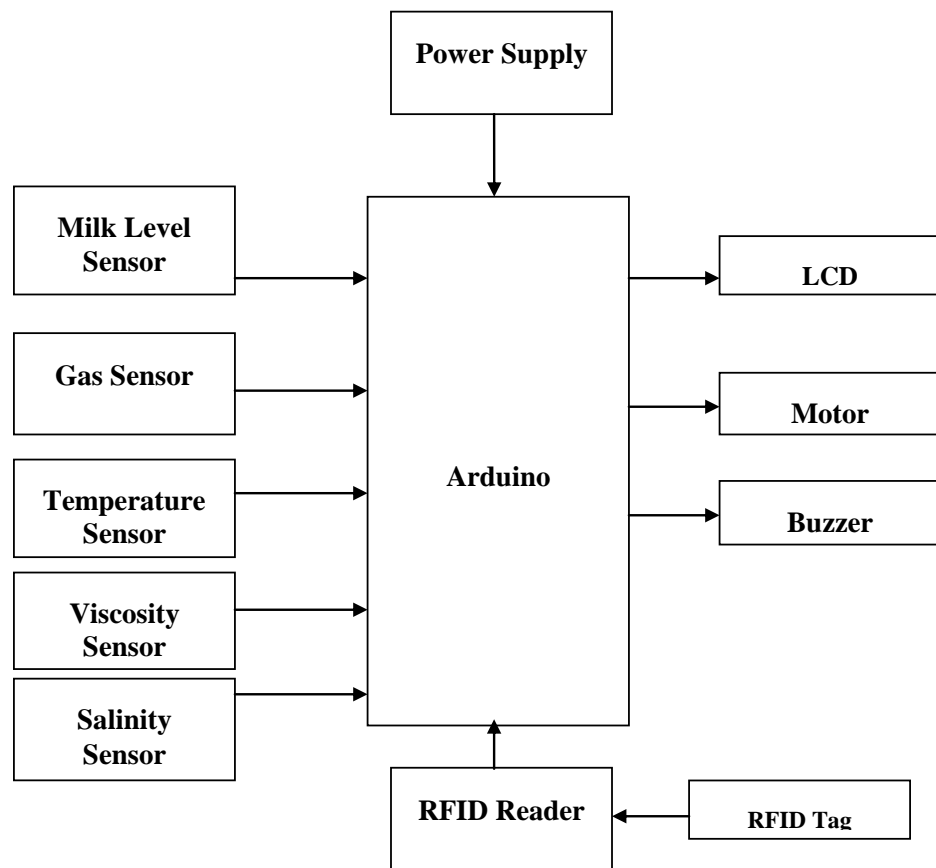 Power Supply
Milk Level
Sensor
LCD
Gas Sensor
Motor
Arduino
Temperature
Sensor
Buzzer
Viscosity
Sensor
Salinity
Sensor
RFID Reader
RFID Tag